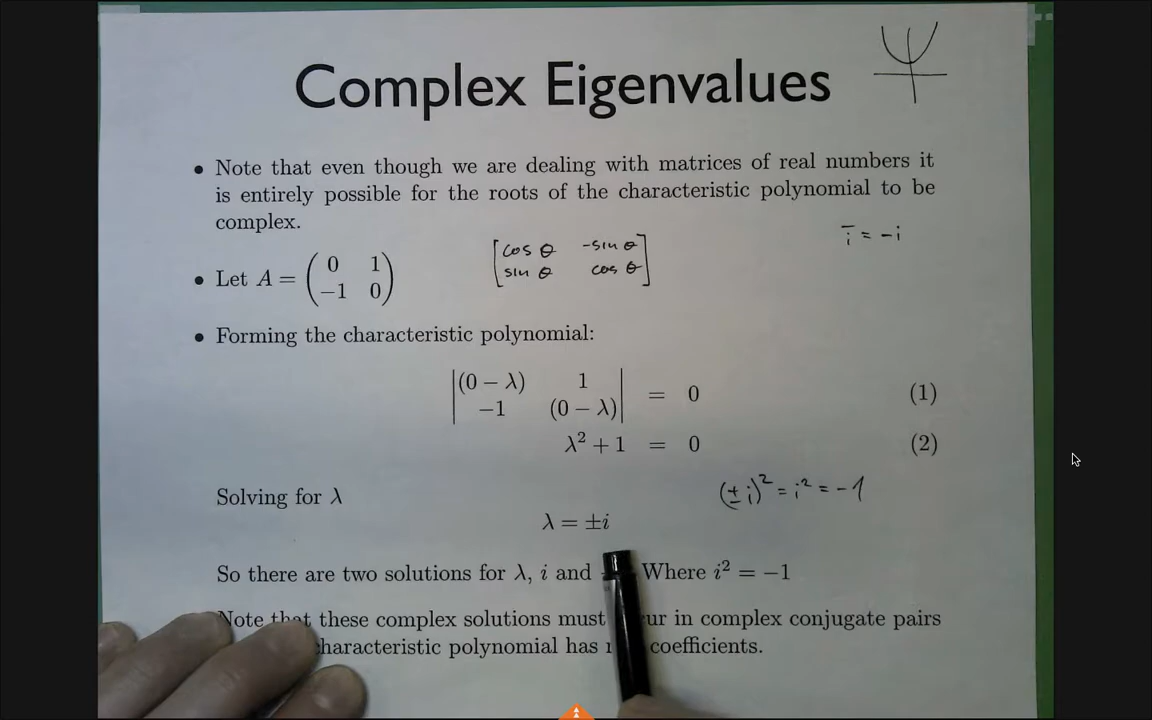 Complex Eigenvalues
• Note that even though we are dealing with matrices of real numbers it
is entirely possible for the roots of the characteristic polynomial to be
complex.
i̅ = -i
• Let A = ( 0 1
−1 0 )
[ cos θ -sin θ
sin θ cos θ ]
• Forming the characteristic polynomial:
|(0 − λ) 1
−1 (0 − λ)| = 0 (1)
λ² + 1 = 0 (2)
Solving for λ
(±i)² = i² = -1
λ = ±i
So there are two solutions for λ, i and Where i² = −1
Note that these complex solutions must in complex conjugate pairs
characteristic polynomial has coefficients.